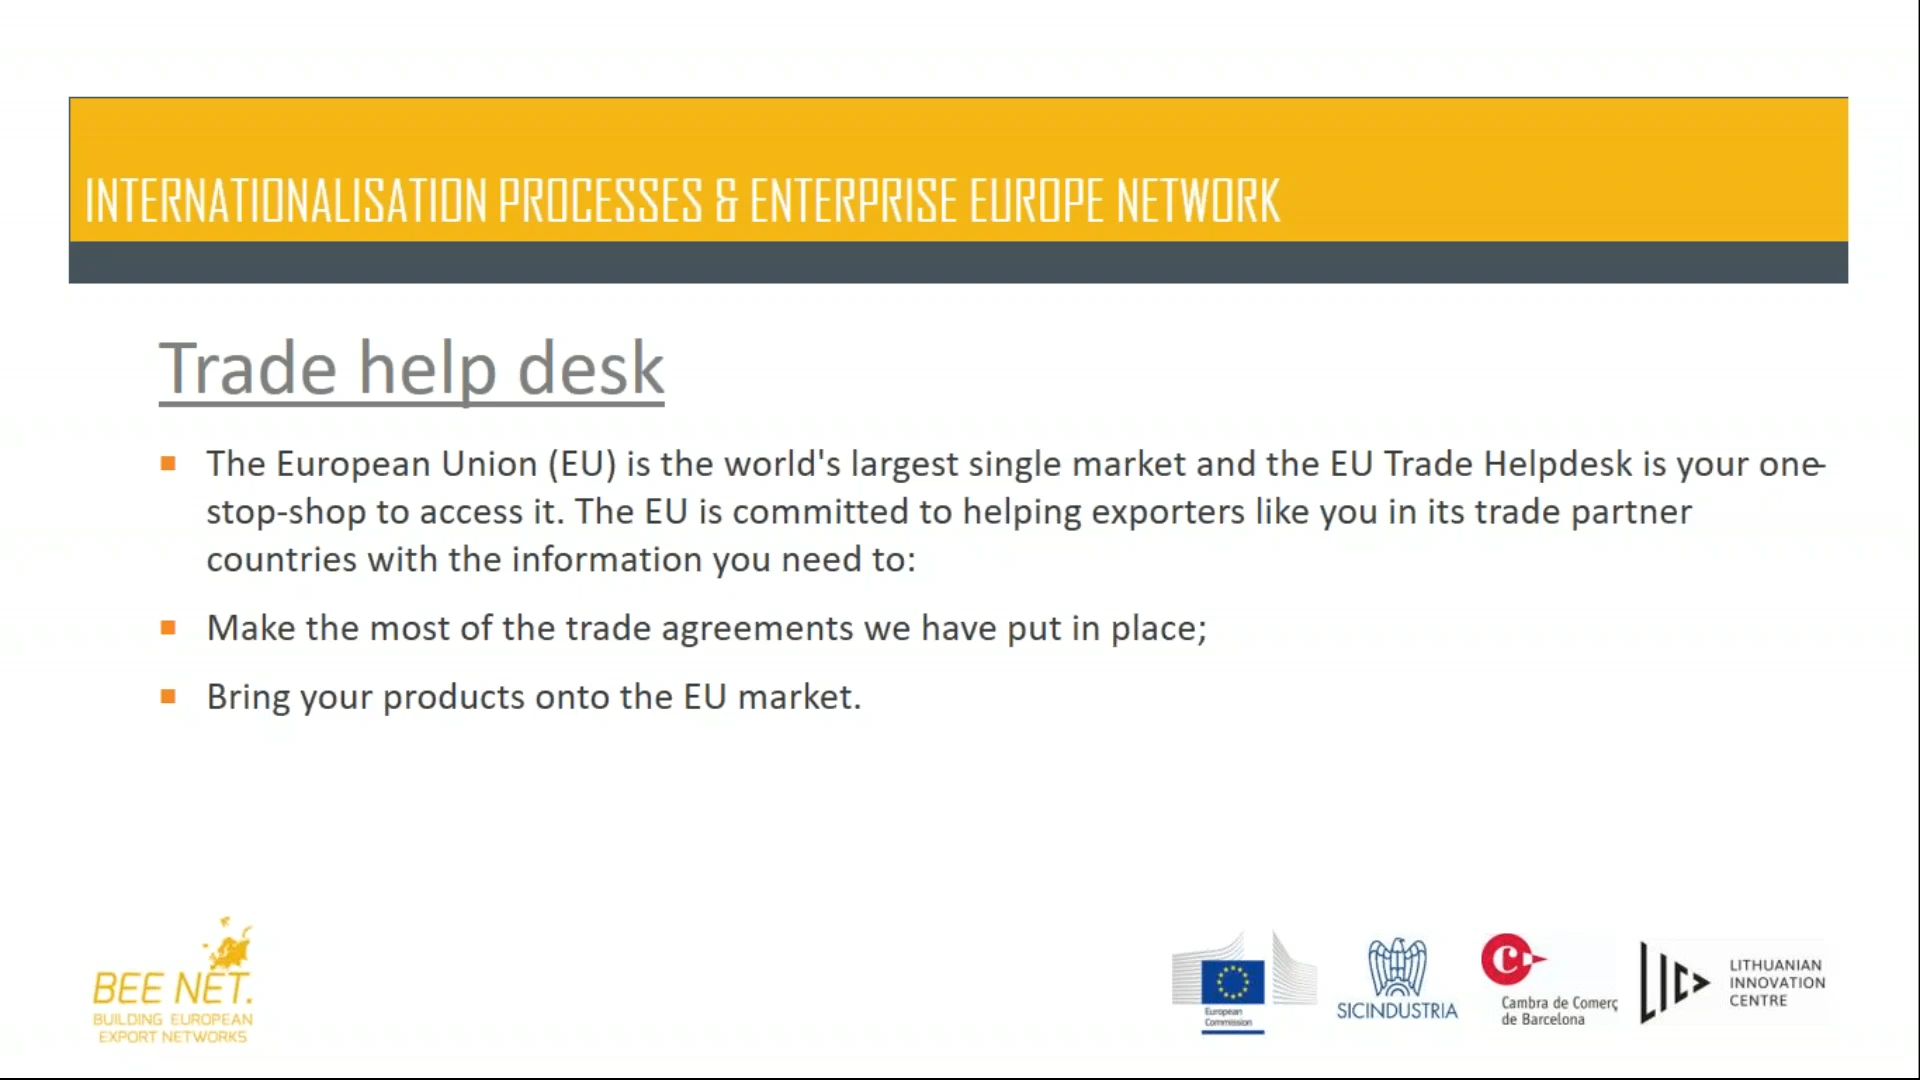 INTERNATIONALISATION PROCESSES & ENTERPRISE EUROPE NETWORK
Trade help desk
The European Union (EU) is the world's largest single market and the EU Trade Helpdesk is your one-
stop-shop to access it. The EU is committed to helping exporters like you in its trade partner
countries with the information you need to:
Make the most of the trade agreements we have put in place;
Bring your products onto the EU market.
BEE NET.
BUILDING EUROPEAN
EXPORT NETWORKS
European
Commission
SICINDUSTRIA
Cambra de Comerç
de Barcelona
LIC
LITHUANIAN
INNOVATION
CENTRE